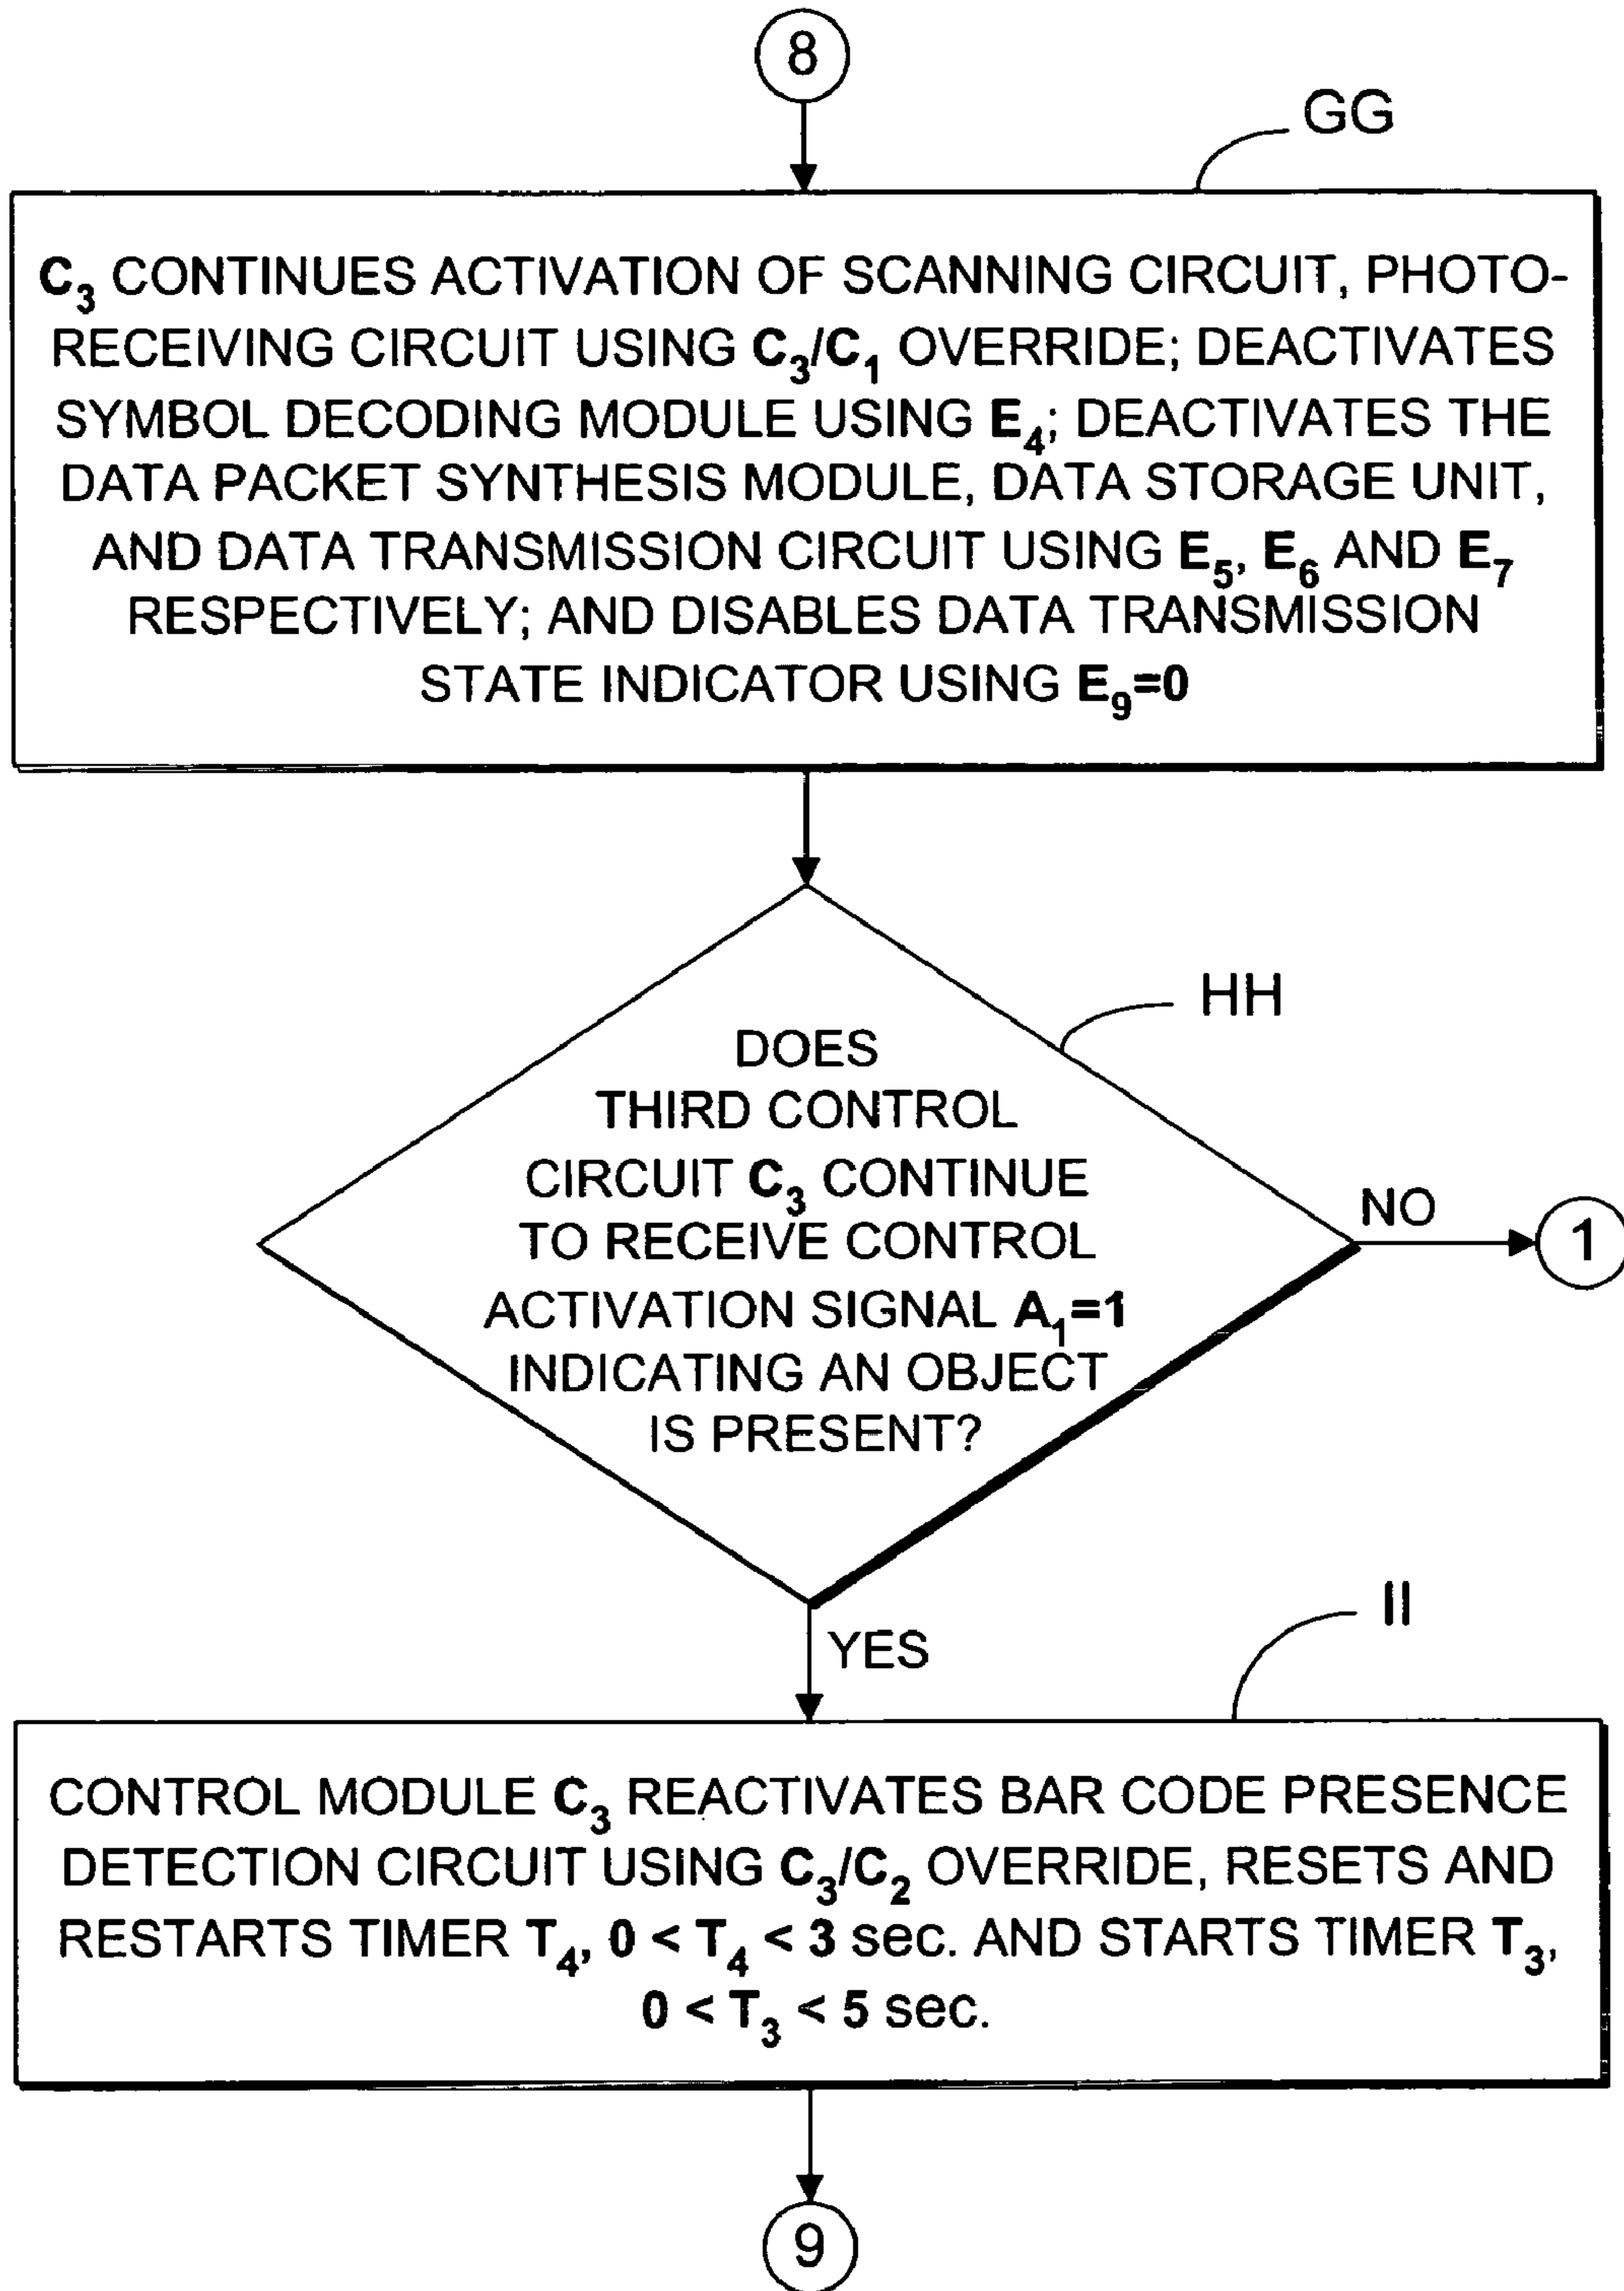 8
GG
C3 CONTINUES ACTIVATION OF SCANNING CIRCUIT, PHOTO-
RECEIVING CIRCUIT USING C3/C1 OVERRIDE; DEACTIVATES
SYMBOL DECODING MODULE USING E4; DEACTIVATES THE
DATA PACKET SYNTHESIS MODULE, DATA STORAGE UNIT,
AND DATA TRANSMISSION CIRCUIT USING E5, E6 AND E7
RESPECTIVELY; AND DISABLES DATA TRANSMISSION
STATE INDICATOR USING E9=0
HH
DOES
THIRD CONTROL
CIRCUIT C3 CONTINUE
TO RECEIVE CONTROL
ACTIVATION SIGNAL A1=1
INDICATING AN OBJECT
IS PRESENT?
NO
1
YES
II
CONTROL MODULE C3 REACTIVATES BAR CODE PRESENCE
DETECTION CIRCUIT USING C3/C2 OVERRIDE, RESETS AND
RESTARTS TIMER T4, 0 < T4 < 3 sec. AND STARTS TIMER T3,
0 < T3 < 5 sec.
9